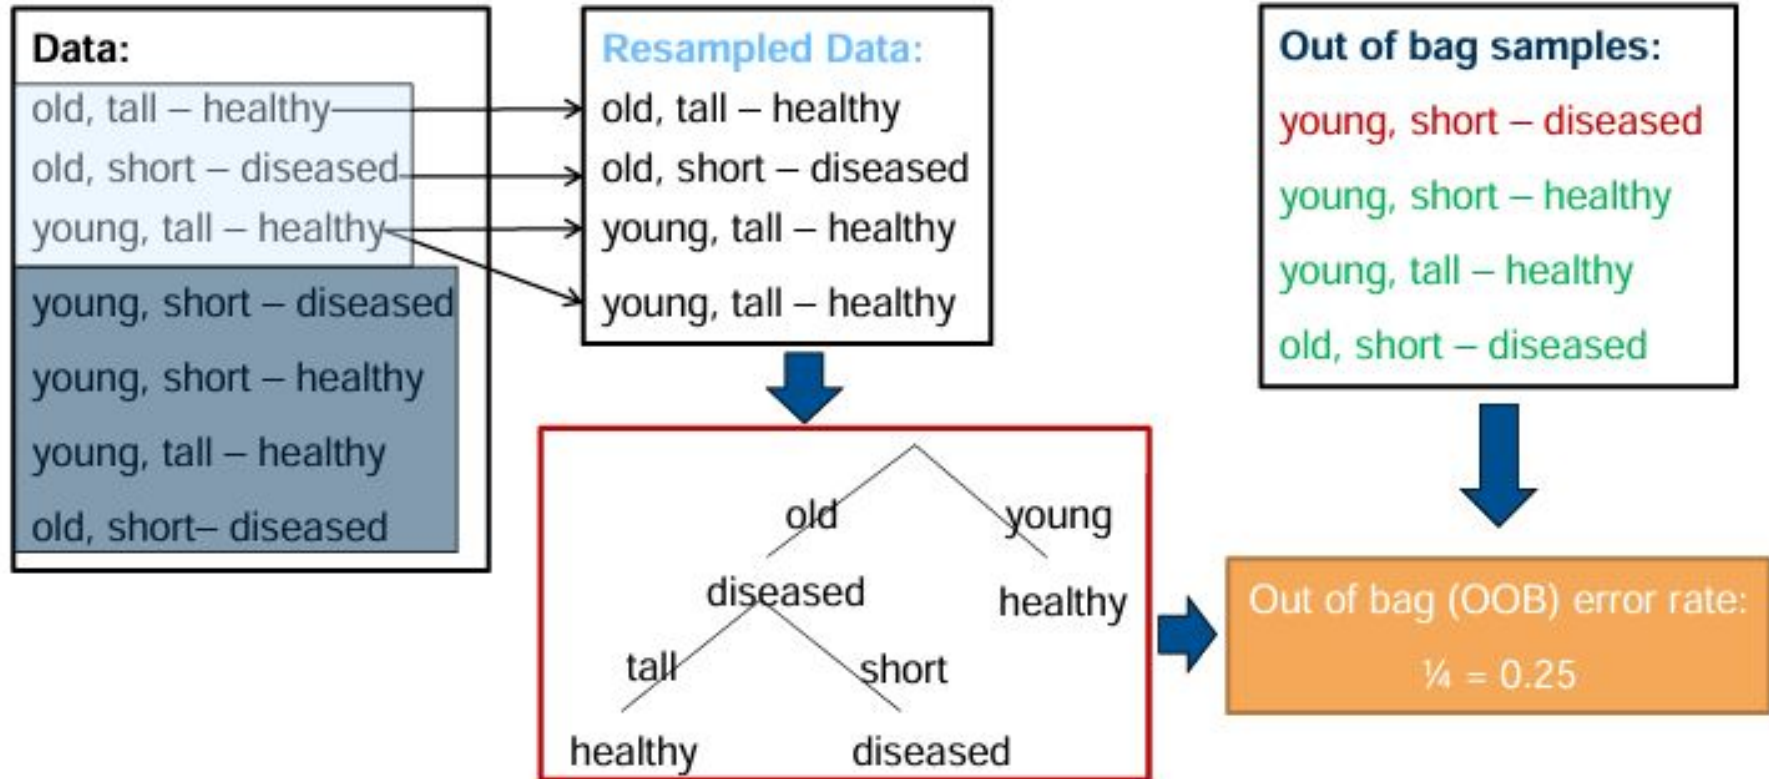 Data:
old, tall – healthy
old, short – diseased
young, tall – healthy
young, short – diseased
young, short – healthy
young, tall – healthy
old, short– diseased
Resampled Data:
old, tall – healthy
old, short – diseased
young, tall – healthy
young, tall – healthy
Out of bag samples:
young, short – diseased
young, short – healthy
young, tall – healthy
old, short – diseased
old
young
diseased
healthy
tall
short
healthy
diseased
Out of bag (OOB) error rate:
¼ = 0.25